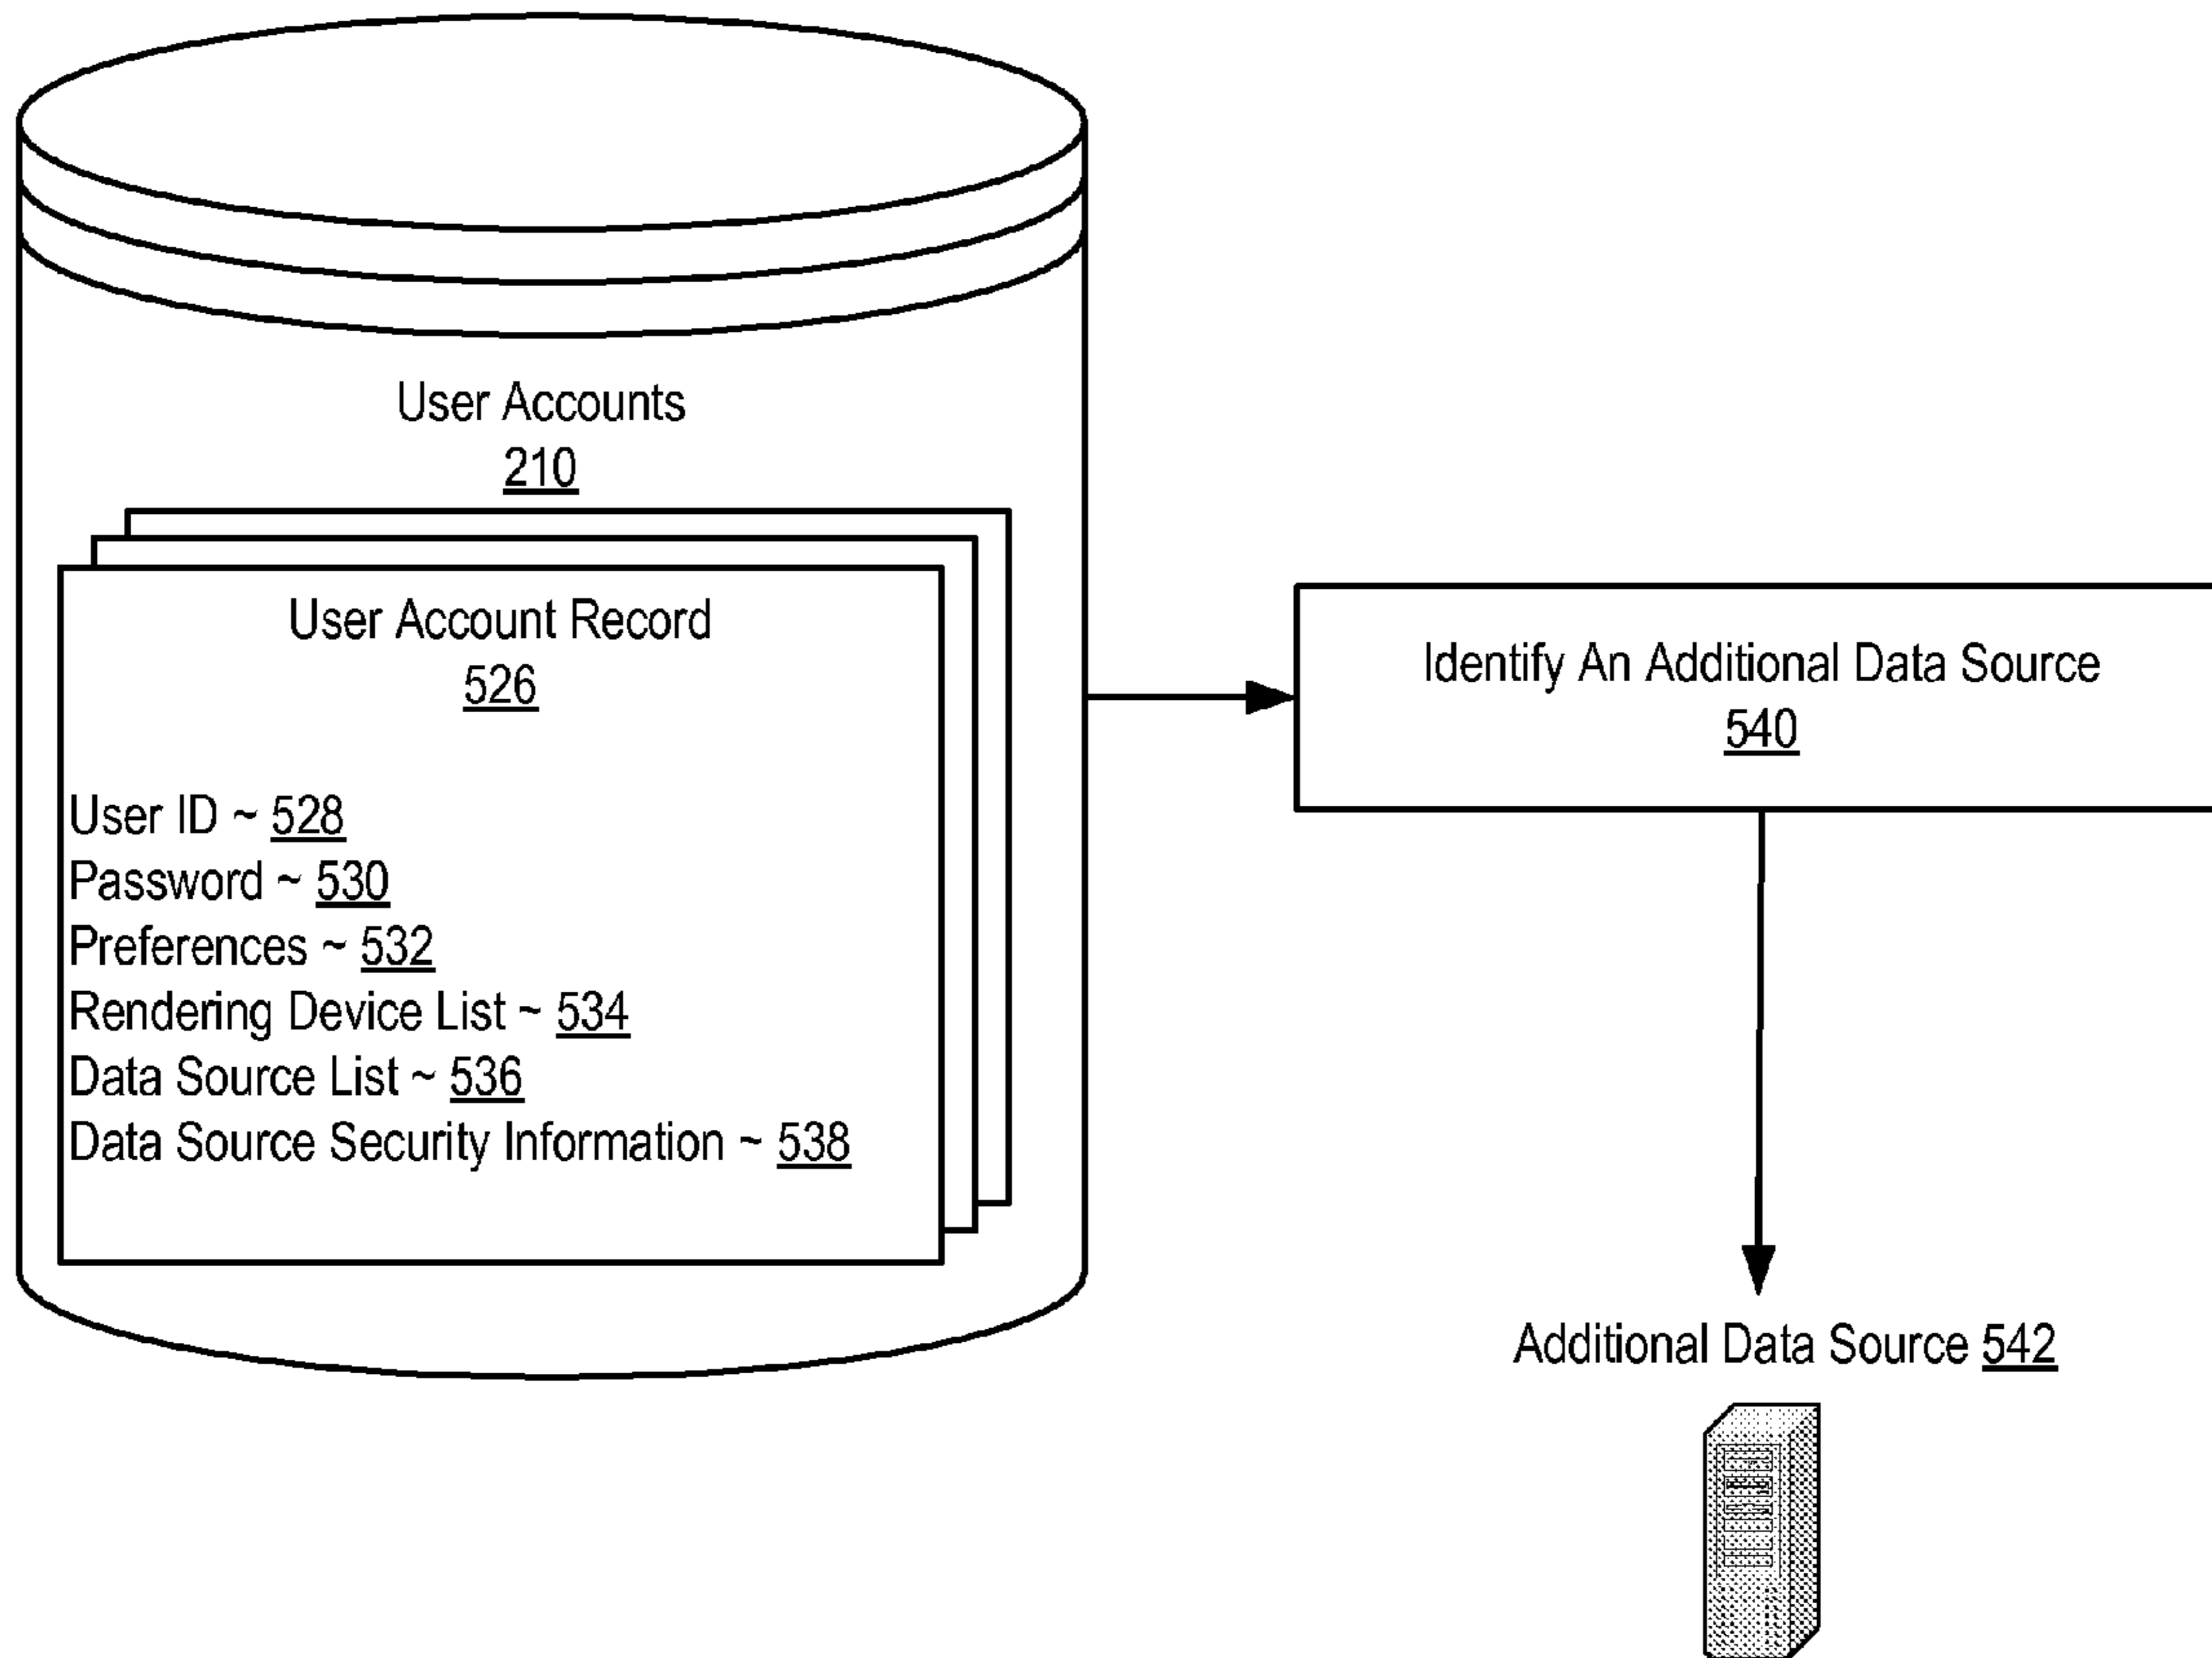 User Accounts
210
User Account Record
526
User ID ~ 528
Password ~ 530
Preferences ~ 532
Rendering Device List ~ 534
Data Source List ~ 536
Data Source Security Information ~ 538
Identify An Additional Data Source
540
Additional Data Source 542